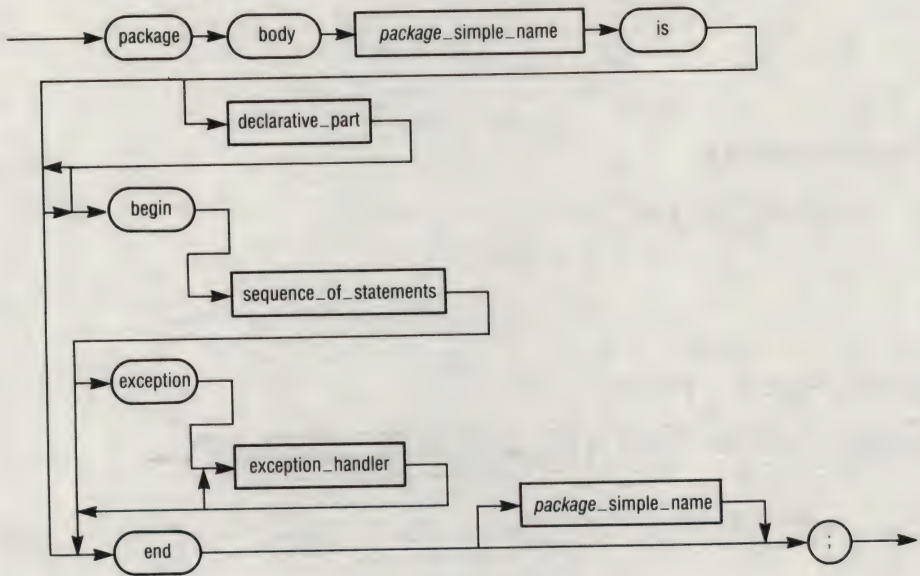 package body package_simple_name is
declarative_part
begin
sequence_of_statements
exception
exception_handler
package_simple_name
end ;